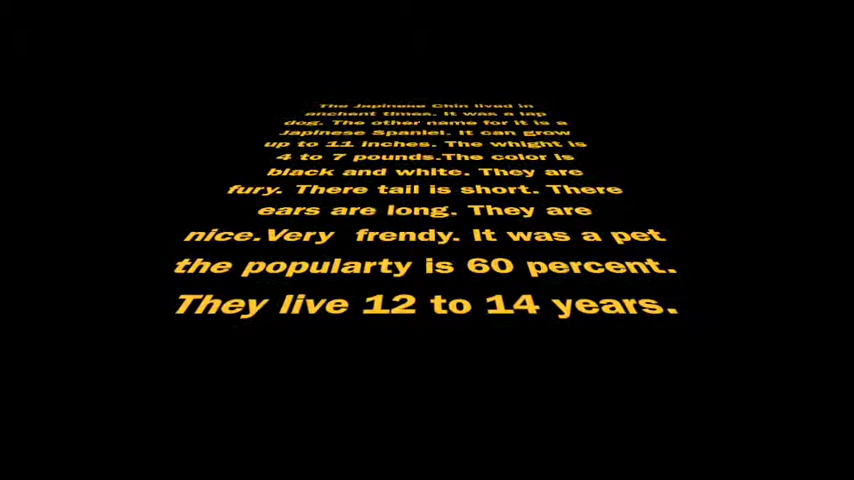 The Japinese Chin lived in
anchent times. It was a lap
dog. The other name for it is a
Japinese Spaniel. It can grow
up to 11 inches. The whight is
4 to 7 pounds.The color is
black and white. They are
fury. There tail is short. There
ears are long. They are
nice.Very frendy. It was a pet
the popularty is 60 percent.
They live 12 to 14 years.